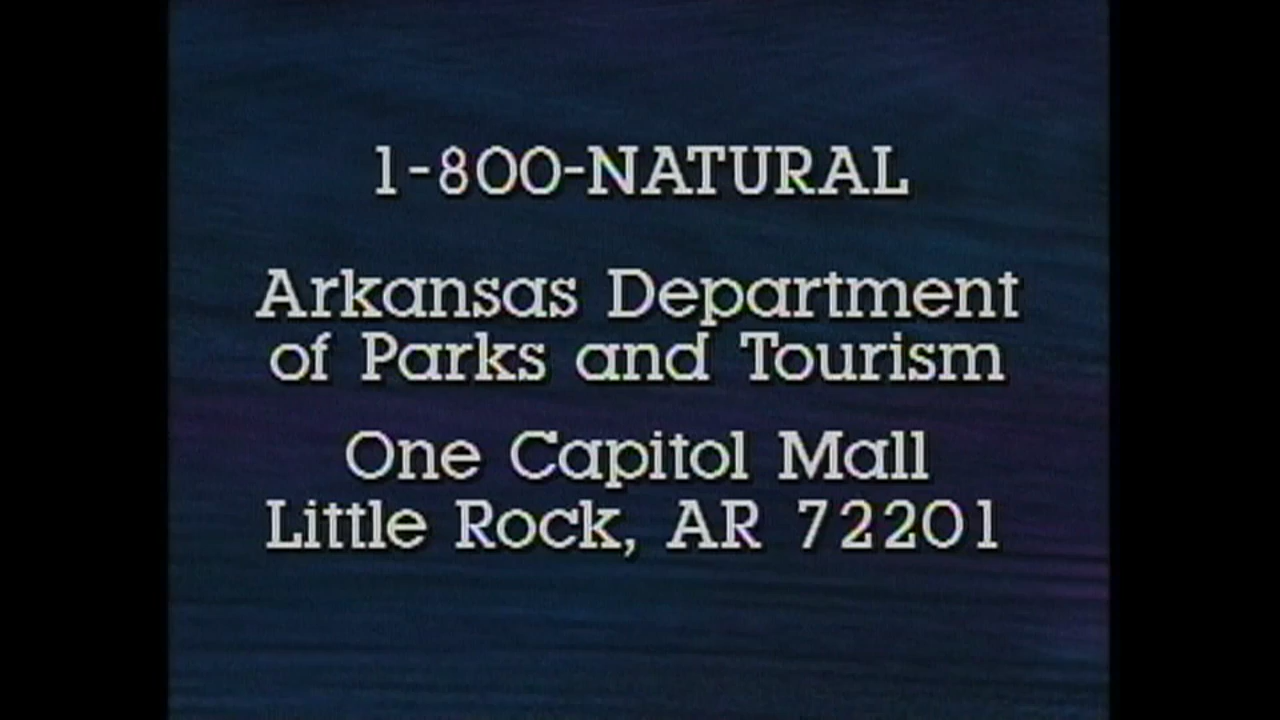 1-800-NATURAL
Arkansas Department
of Parks and Tourism
One Capitol Mall
Little Rock, AR 72201